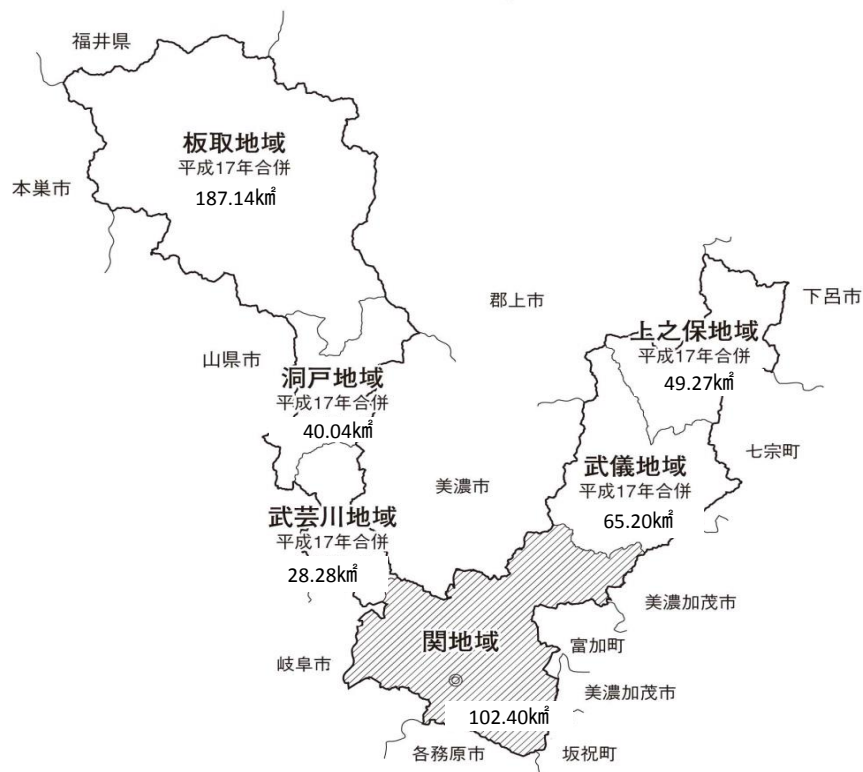 福井県
板取地域
平成17年合併
187.14㎢
本巣市
郡上市
下呂市
上之保地域
平成17年合併
49.27㎢
山県市
洞戸地域
平成17年合併
40.04㎢
七宗町
武儀地域
平成17年合併
65.20㎢
美濃市
武芸川地域
平成17年合併
28.28㎢
美濃加茂市
関地域
富加町
岐阜市
美濃加茂市
102.40㎢
各務原市
坂祝町